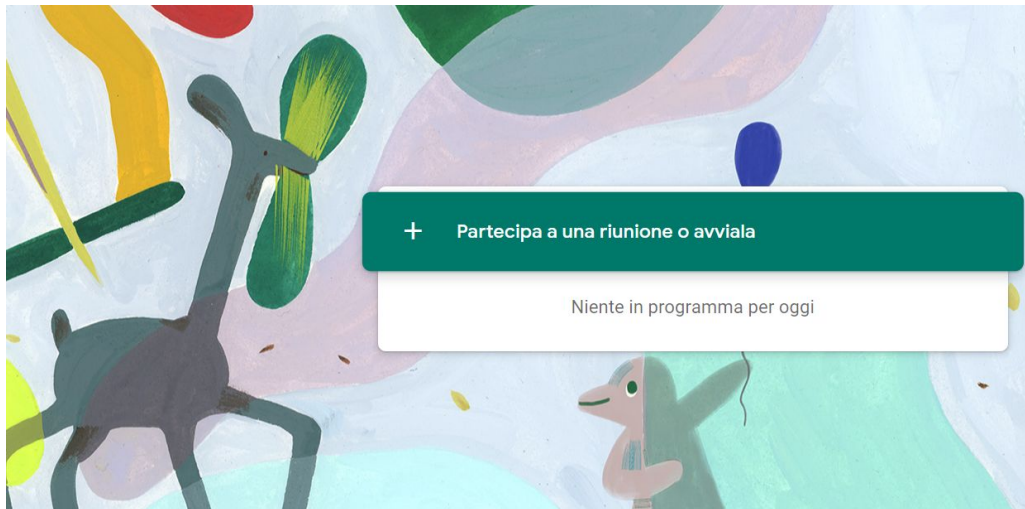 + Partecipa a una riunione o avviala
Niente in programma per oggi